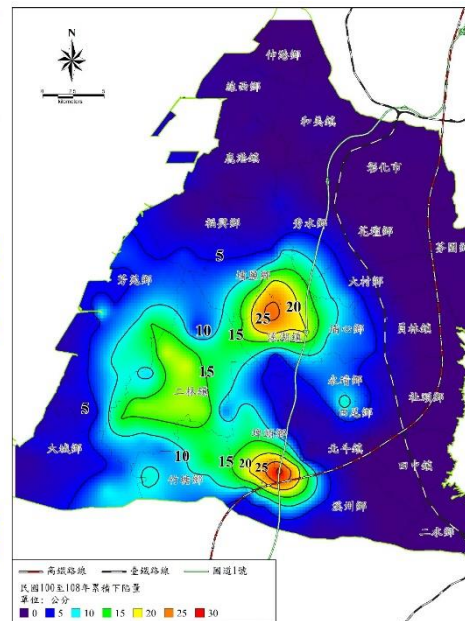 N
kilometers
伸港鄉
線西鄉
和美鎮
鹿港鎮
彰化市
福興鄉
秀水鄉
花壇鄉
芬園鄉
5
芳苑鄉
埔鹽鄉
大村鄉
25 20
10
15
溪湖鎮
埔心鄉
員林鎮
15
二林鎮
永靖鄉
社頭鄉
5
田尾鄉
大城鄉
埤頭鄉
北斗鎮
10
15 20 25
田中鎮
竹塘鄉
溪州鄉
二水鄉
高鐵路線 臺鐵路線 國道1號
民國100至108年累積下陷量
單位: 公分
0 5 10 15 20 25 30